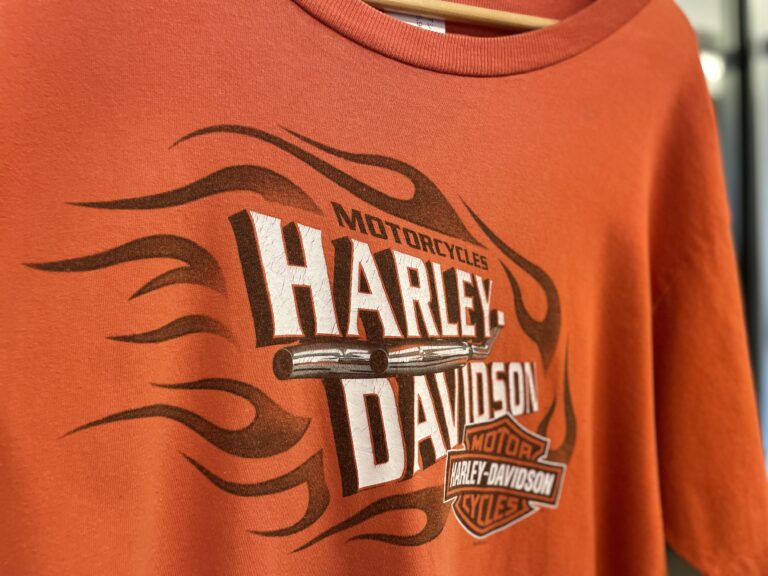 MOTORCYCLES
HARLEY-
DAVIDSON
MOTOR
HARLEY-DAVIDSON
CYCLES